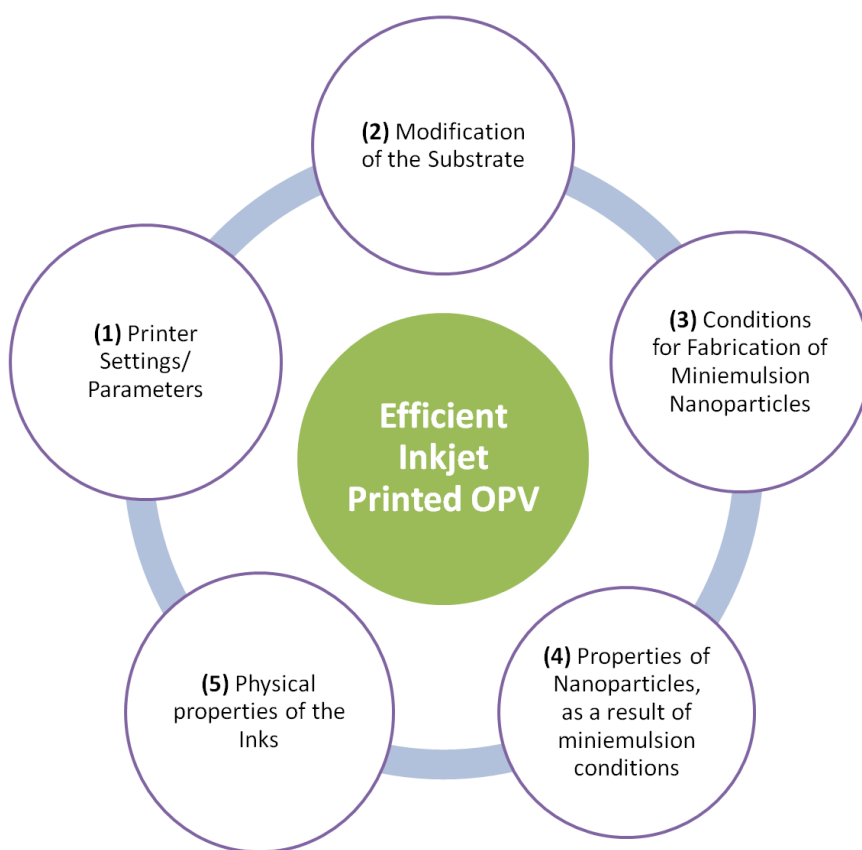 (2) Modification
of the Substrate
(1) Printer
Settings/
Parameters
(3) Conditions
for Fabrication of
Miniemulsion
Nanoparticles
Efficient
Inkjet
Printed OPV
(5) Physical
properties of the
Inks
(4) Properties of
Nanoparticles,
as a result of
miniemulsion
conditions